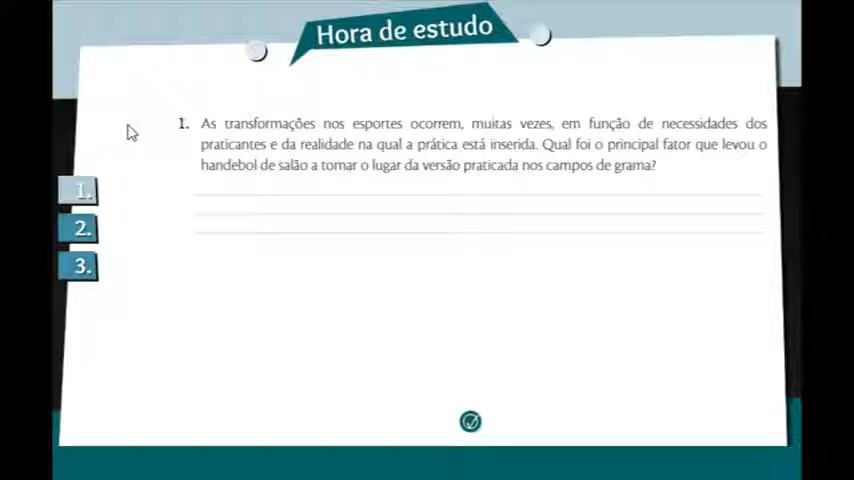 Hora de estudo
1. As transformações nos esportes ocorrem, muitas vezes, em função de necessidades dos
praticantes e da realidade na qual a prática está inserida. Qual foi o principal fator que levou o
handebol de salão a tomar o lugar da versão praticada nos campos de grama?
1.
2.
3.